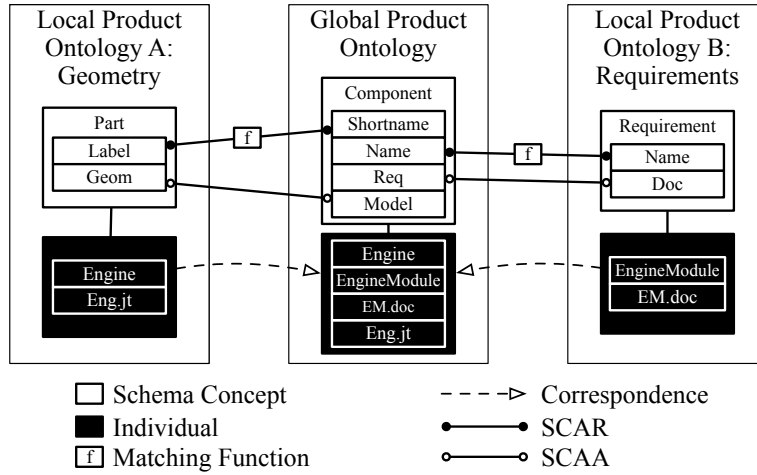 Local Product
Ontology A:
Geometry
Global Product
Ontology
Local Product
Ontology B:
Requirements
Part
Label
Geom
f
Component
Shortname
Name
Req
Model
f
Requirement
Name
Doc
Engine
Eng.jt
Engine
EngineModule
EM.doc
Eng.jt
EngineModule
EM.doc
Schema Concept
Individual
f Matching Function
Correspondence
SCAR
SCAA